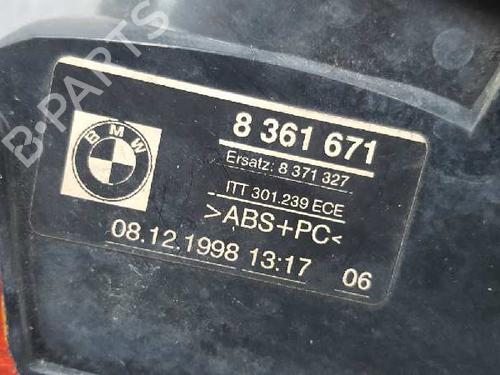 B-PARTS
BMW
8 361 671
Ersatz: 8 371 327
ITT 301.239 ECE
>ABS+PC<
08.12.1998 13:17 06